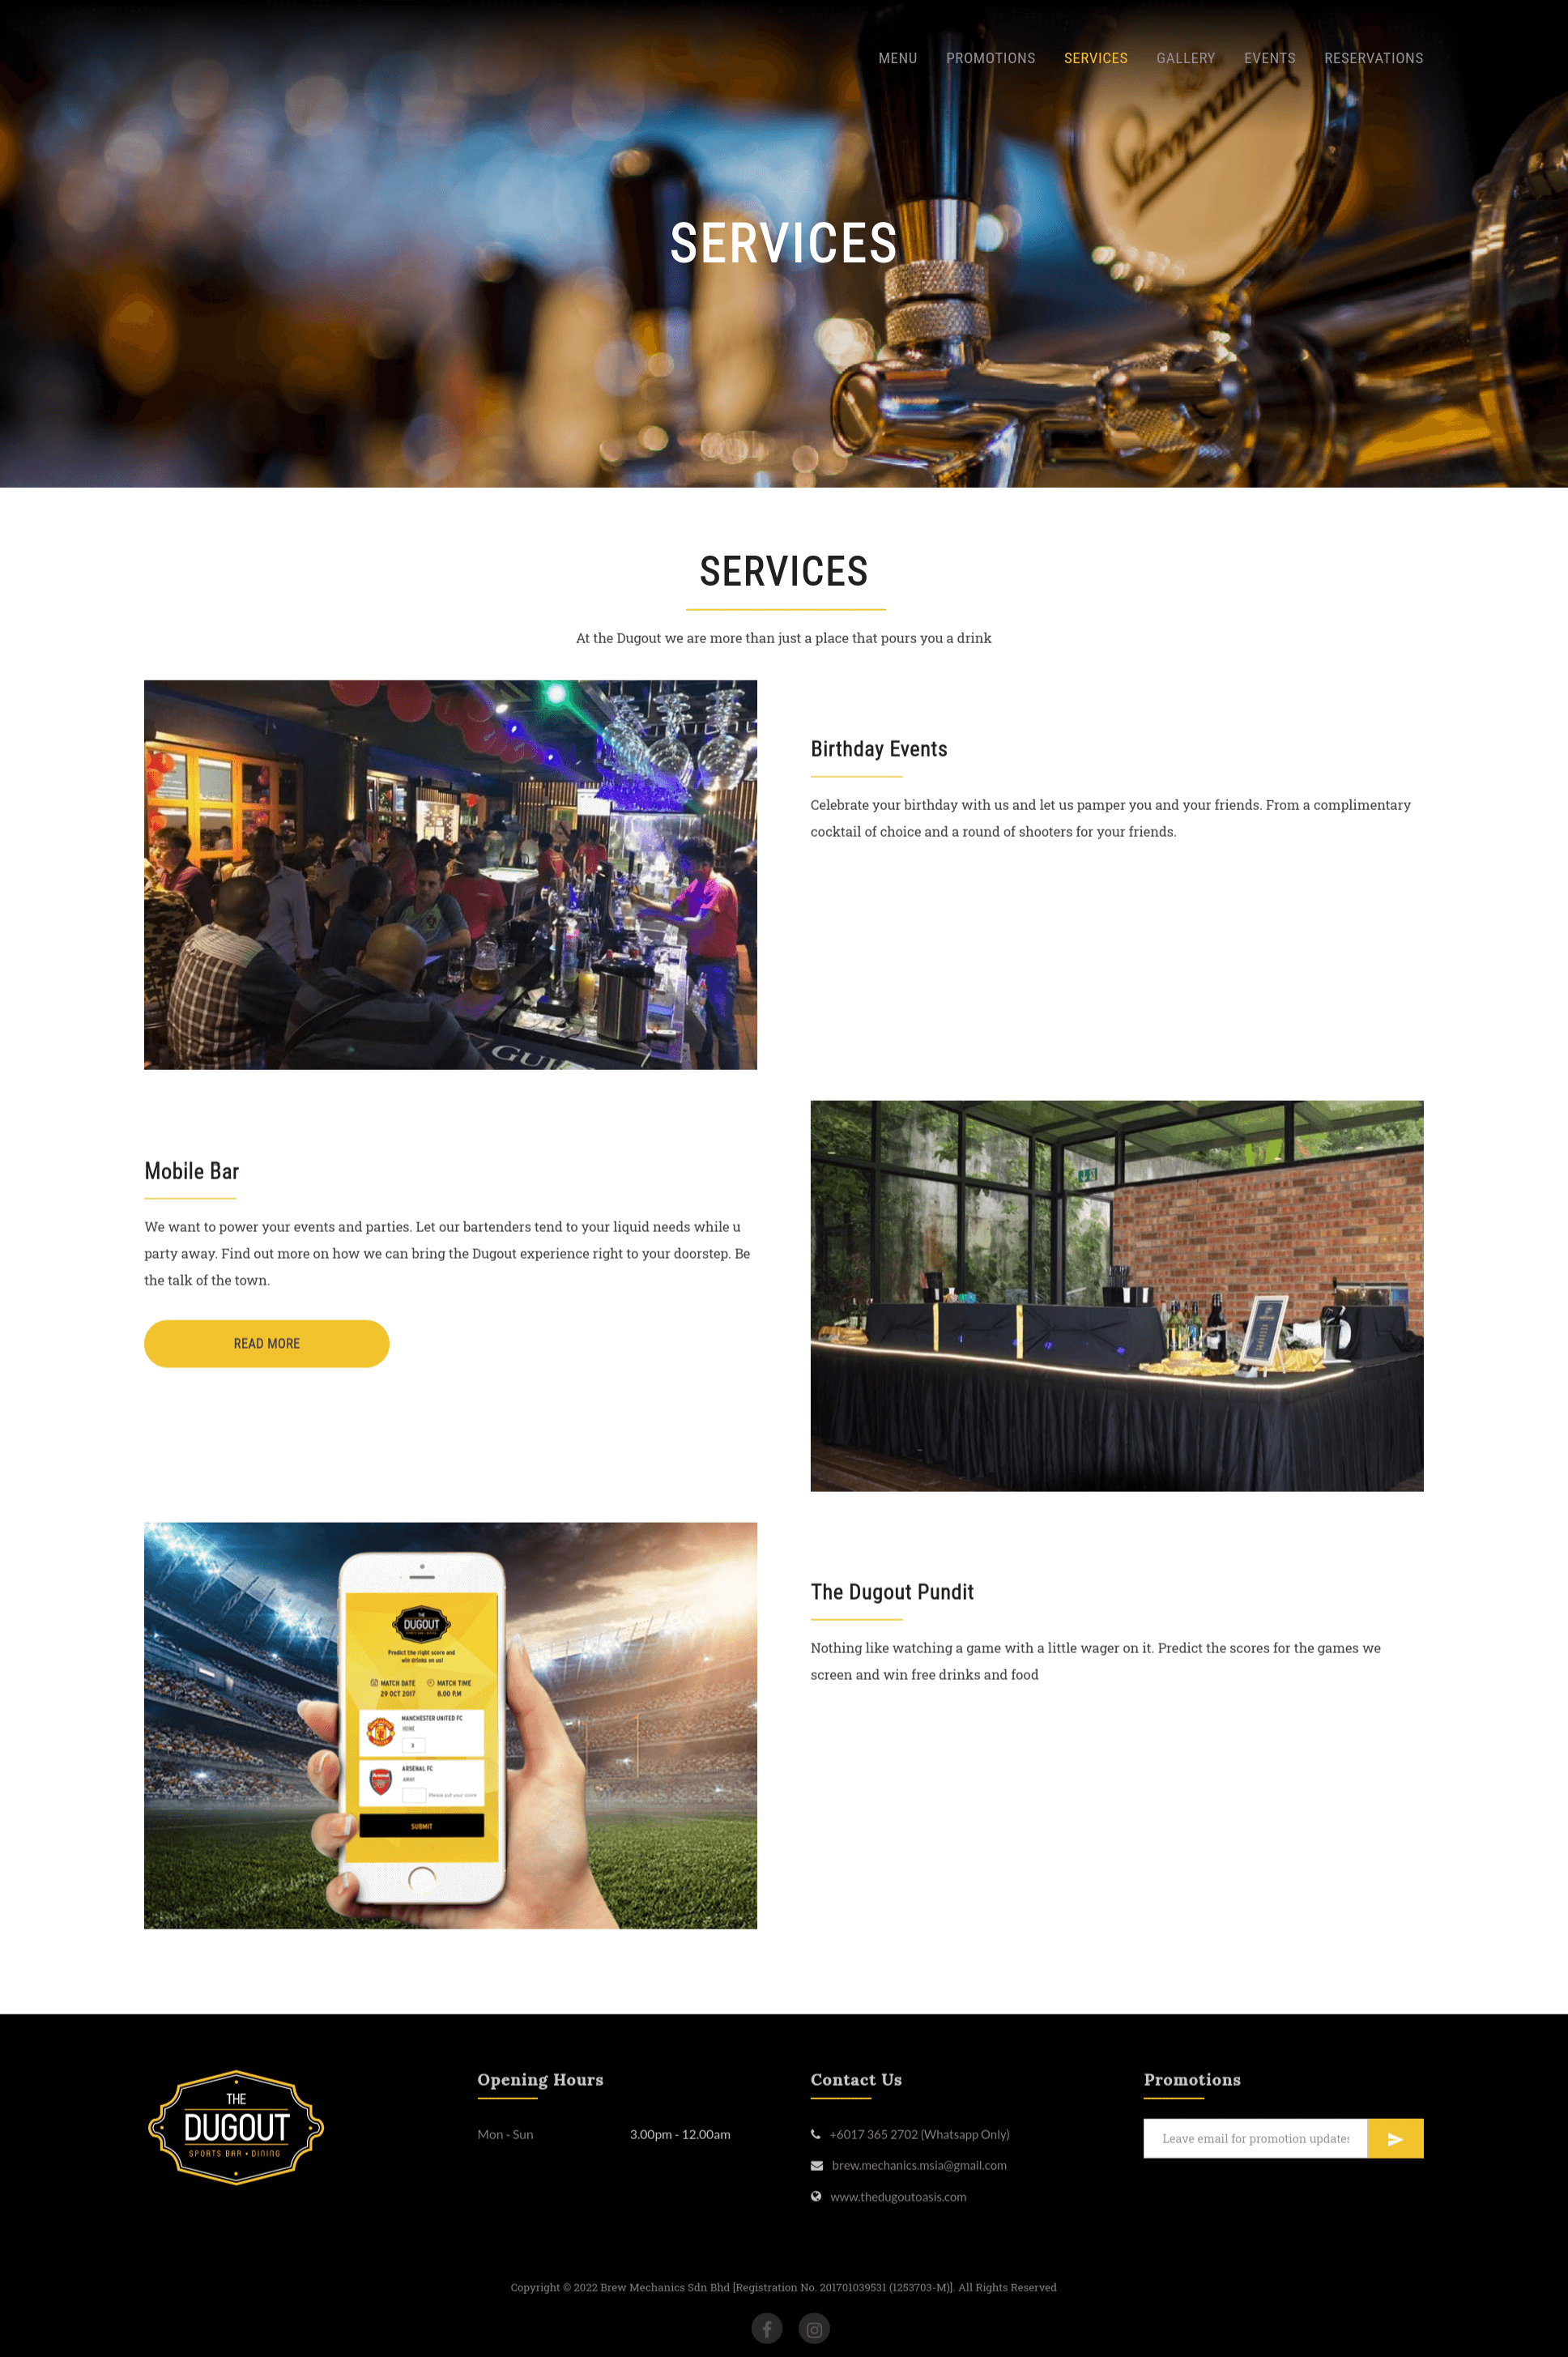 MENU PROMOTIONS SERVICES GALLERY EVENTS RESERVATIONS
Staropramen
SERVICES
SERVICES
At the Dugout we are more than just a place that pours you a drink
Birthday Events
Celebrate your birthday with us and let us pamper you and your friends. From a complimentary
cocktail of choice and a round of shooters for your friends.
GUI
Mobile Bar
We want to power your events and parties. Let our bartenders tend to your liquid needs while u
party away. Find out more on how we can bring the Dugout experience right to your doorstep. Be
the talk of the town.
READ MORE
THE
DUGOUT
Predict the right score and
win drinks on us!
MATCH DATE MATCH TIME
29 OCT 2017 8.00 P.M
MANCHESTER UNITED FC
HOME
3
ARSENAL FC
AWAY
Please put your score
SUBMIT
The Dugout Pundit
Nothing like watching a game with a little wager on it. Predict the scores for the games we
screen and win free drinks and food
THE
DUGOUT
SPORTS BAR • DINING
Opening Hours
Mon - Sun 3.00pm - 12.00am
Contact Us
+6017 365 2702 (Whatsapp Only)
brew.mechanics.msia@gmail.com
www.thedugoutoasis.com
Promotions
Leave email for promotion updates
Copyright © 2022 Brew Mechanics Sdn Bhd [Registration No. 201701039531 (1253703-M)]. All Rights Reserved